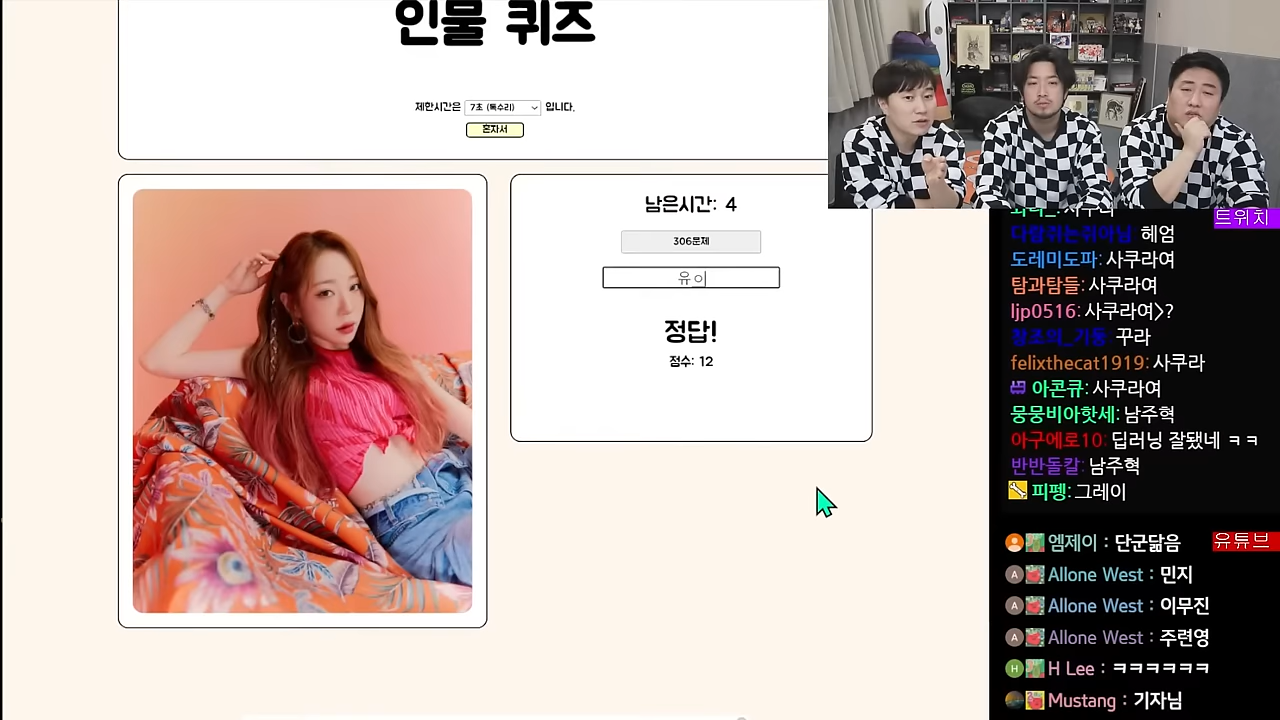 인물 퀴즈
제한시간은 7초 (독수리) 입니다.
혼자서
남은시간: 4
306문제
유이
정답!
점수: 12
트위치
헤엄
도레미도파: 사쿠라여
탐과탐들: 사쿠라여
ljp0516: 사쿠라여>?
창조의_기둥: 꾸라
felixthecat1919: 사쿠라
아콘큐: 사쿠라여
뭉뭉비아핫세: 남주혁
아구에로10: 딥러닝 잘됐네 ㅋㅋ
반반돌칼: 남주혁
피펭: 그레이
유튜브
엠제이 : 단군닮음
Allone West : 민지
Allone West : 이무진
Allone West : 주련영
H Lee : ㅋㅋㅋㅋㅋㅋ
Mustang : 기자님